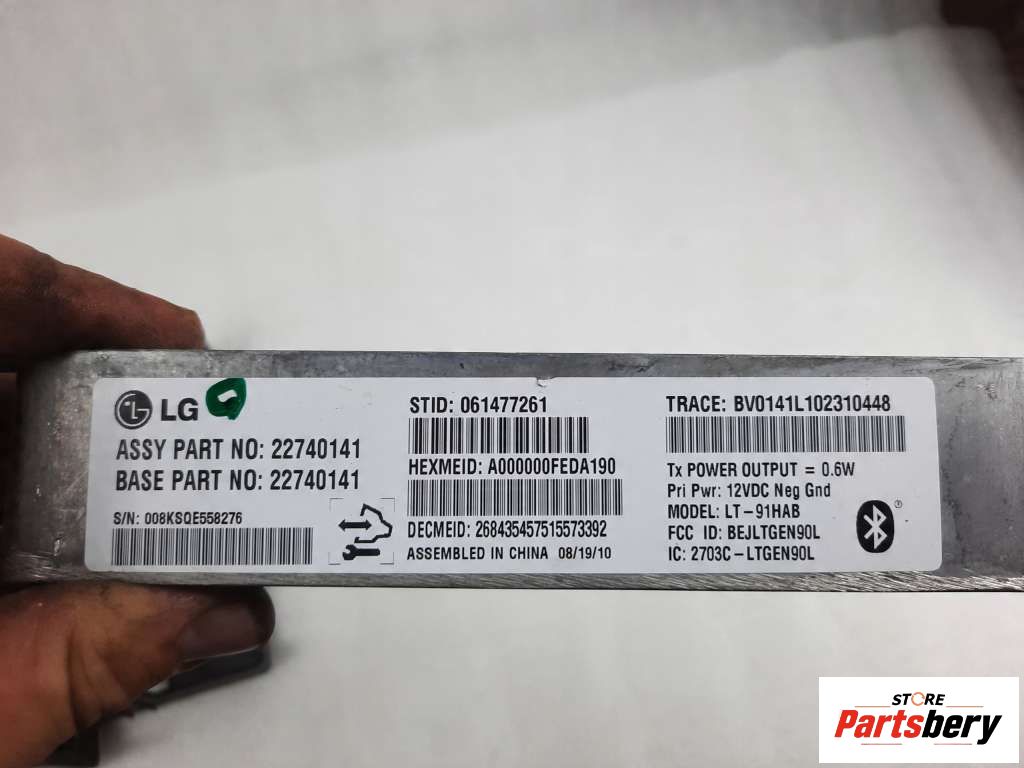 LG
ASSY PART NO: 22740141
BASE PART NO: 22740141
S/N: 008KSQE558276
STID: 061477261
HEXMEID: A000000FEDA190
DECMEID: 268435457515573392
ASSEMBLED IN CHINA 08/19/10
TRACE: BV0141L102310448
Tx POWER OUTPUT = 0.6W
Pri Pwr: 12VDC Neg Gnd
MODEL: LT-91HAB
FCC ID: BEJLTGEN90L
IC: 2703C-LTGEN90L
STORE
Partsbery